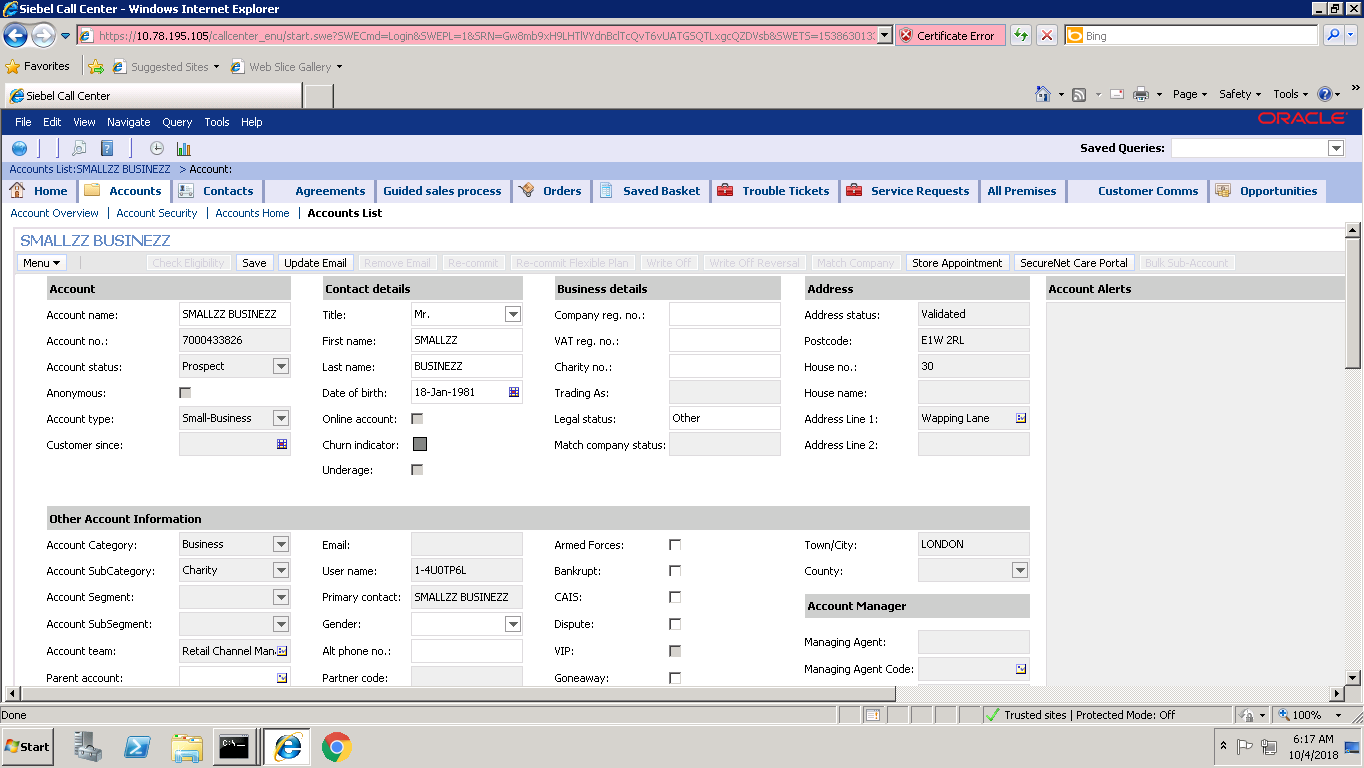 Siebel Call Center - Windows Internet Explorer
https://10.78.195.105/callcenter_enu/start.swe?SWECmd=Login&SWEPL=1&SRN= Certificate Error Bing
Favorites Suggested Sites Web Slice Gallery
Siebel Call Center Page Safety Tools »
File Edit View Navigate Query Tools Help ORACLE
Saved Queries:
Accounts List:SMALLZZ BUSINEZZ > Account:
Home Accounts Contacts Agreements Guided sales process Orders Saved Basket Trouble Tickets Service Requests All Premises Customer Comms Opportunities
Account Overview | Account Security | Accounts Home | Accounts List
SMALLZZ BUSINEZZ
Menu Check Eligibility Save Update Email Remove Email Re-commit Re-commit Flexible Plan Write Off Write Off Reversal Match Company Store Appointment SecureNet Care Portal Bulk Sub-Account
Account Contact details Business details Address Account Alerts
Account name: SMALLZZ BUSINEZZ Title: Mr. Company reg. no.: Address status: Validated
Account no.: 7000433826 First name: SMALLZZ VAT reg. no.: Postcode: E1W 2RL
Account status: Prospect Last name: BUSINEZZ Charity no.: House no.: 30
Anonymous: Date of birth: 18-Jan-1981 Trading As: House name:
Account type: Small-Business Online account: Legal status: Other Address Line 1: Wapping Lane
Customer since: Churn indicator: Match company status: Address Line 2:
Underage:
Other Account Information
Account Category: Business Email: Armed Forces: Town/City: LONDON
Account SubCategory: Charity User name: 1-4U0TP6L Bankrupt: County:
Account Segment: Primary contact: SMALLZZ BUSINEZZ CAIS: Account Manager
Account SubSegment: Gender: Dispute:
Account team: Retail Channel Man. Alt phone no.: VIP: Managing Agent:
Parent account: Partner code: Goneaway: Managing Agent Code:
Done Trusted sites | Protected Mode: Off 100%
Start 6:17 AM
10/4/2018